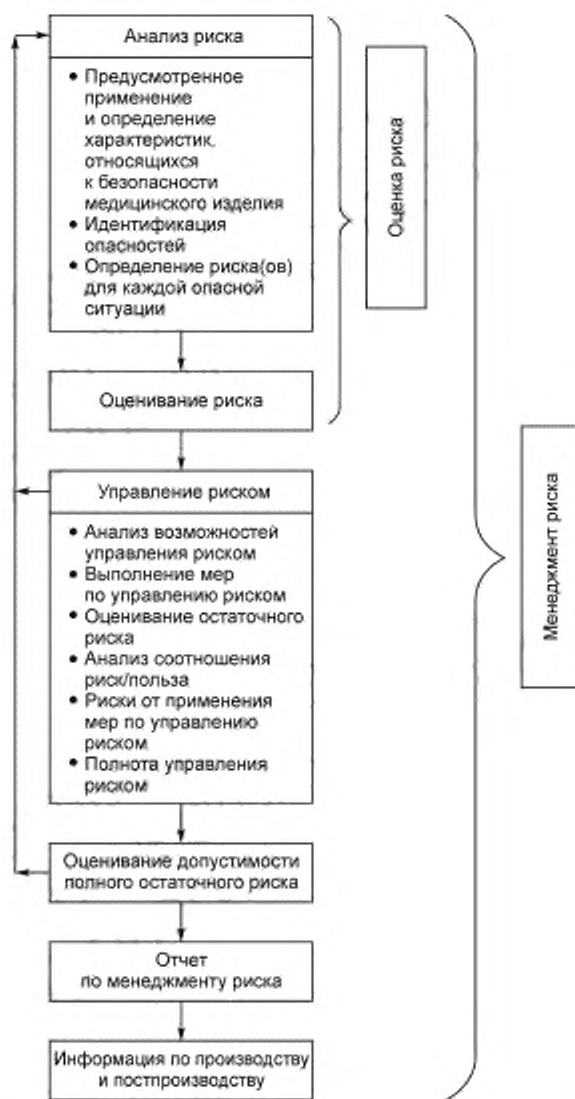 Анализ риска
• Предусмотренное
применение
и определение
характеристик,
относящихся
к безопасности
медицинского изделия
• Идентификация
опасностей
• Определение риска(ов)
для каждой опасной
ситуации
Оценка риска
Оценивание риска
Управление риском
• Анализ возможностей
управления риском
• Выполнение мер
по управлению риском
• Оценивание остаточного
риска
• Анализ соотношения
риск/польза
• Риски от применения
мер по управлению
риском
• Полнота управления
риском
Менеджмент риска
Оценивание допустимости
полного остаточного риска
Отчет
по менеджменту риска
Информация по производству
и постпроизводству